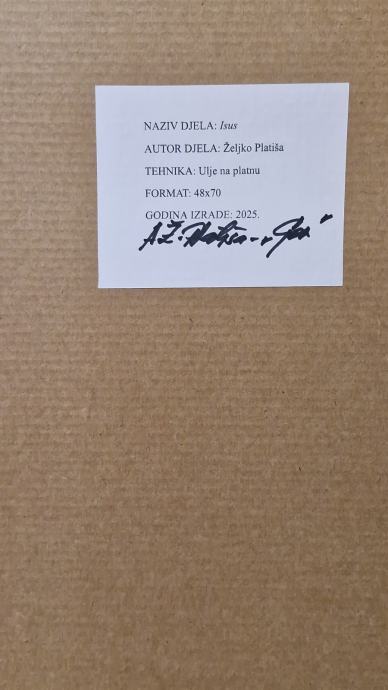 NAZIV DJELA: Isus
AUTOR DJELA: Željko Platiša
TEHNIKA: Ulje na platnu
FORMAT: 48x70
GODINA IZRADE: 2025.